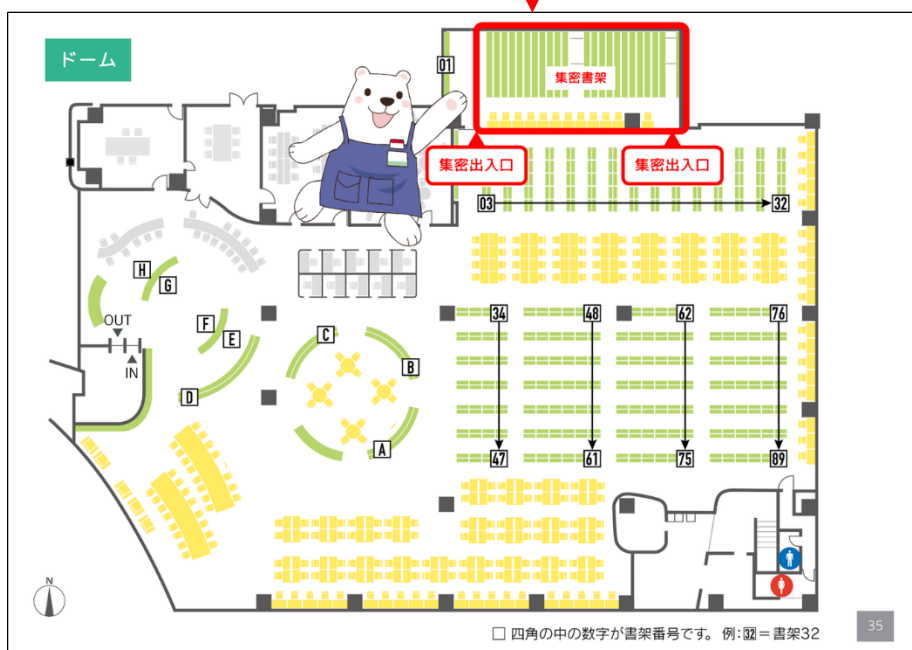 ドーム
01
集密書架
集密出入口
集密出入口
03
32
H
G
34
48
62
76
OUT
F
E
C
IN
B
D
A
47
61
75
89
N
□ 四角の中の数字が書架番号です。 例:32=書架32
35